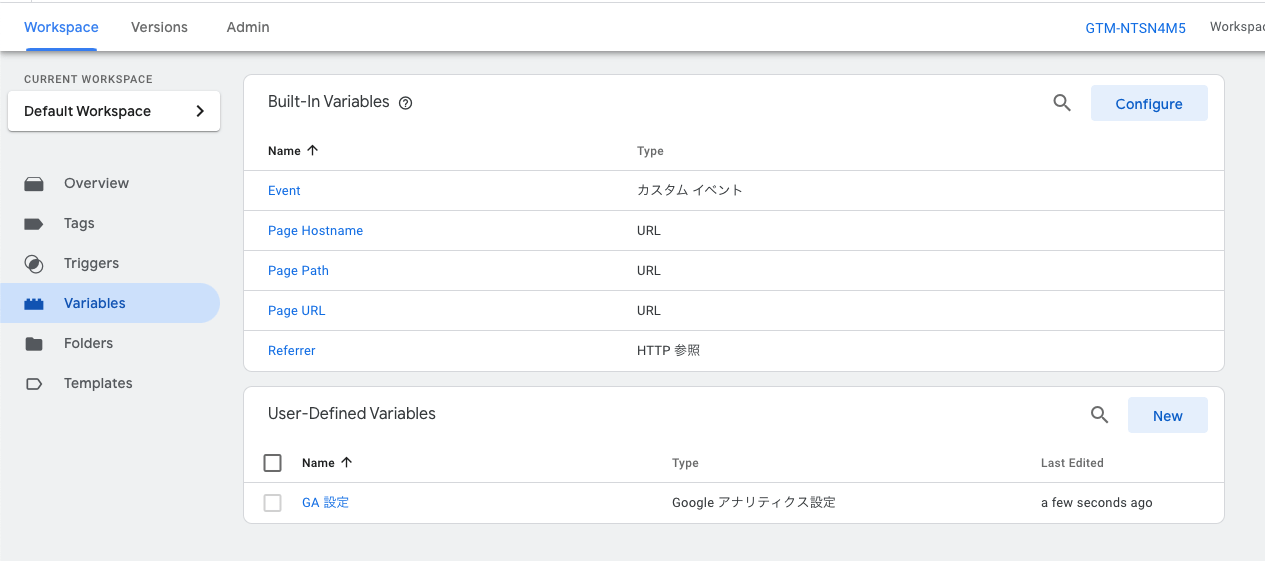 Workspace Versions Admin GTM-NTSN4M5
CURRENT WORKSPACE
Default Workspace
Overview
Tags
Triggers
Variables
Folders
Templates
Built-In Variables Configure
Name Type
Event カスタム イベント
Page Hostname URL
Page Path URL
Page URL URL
Referrer HTTP 参照
User-Defined Variables New
Name Type Last Edited
GA 設定 Google アナリティクス設定 a few seconds ago